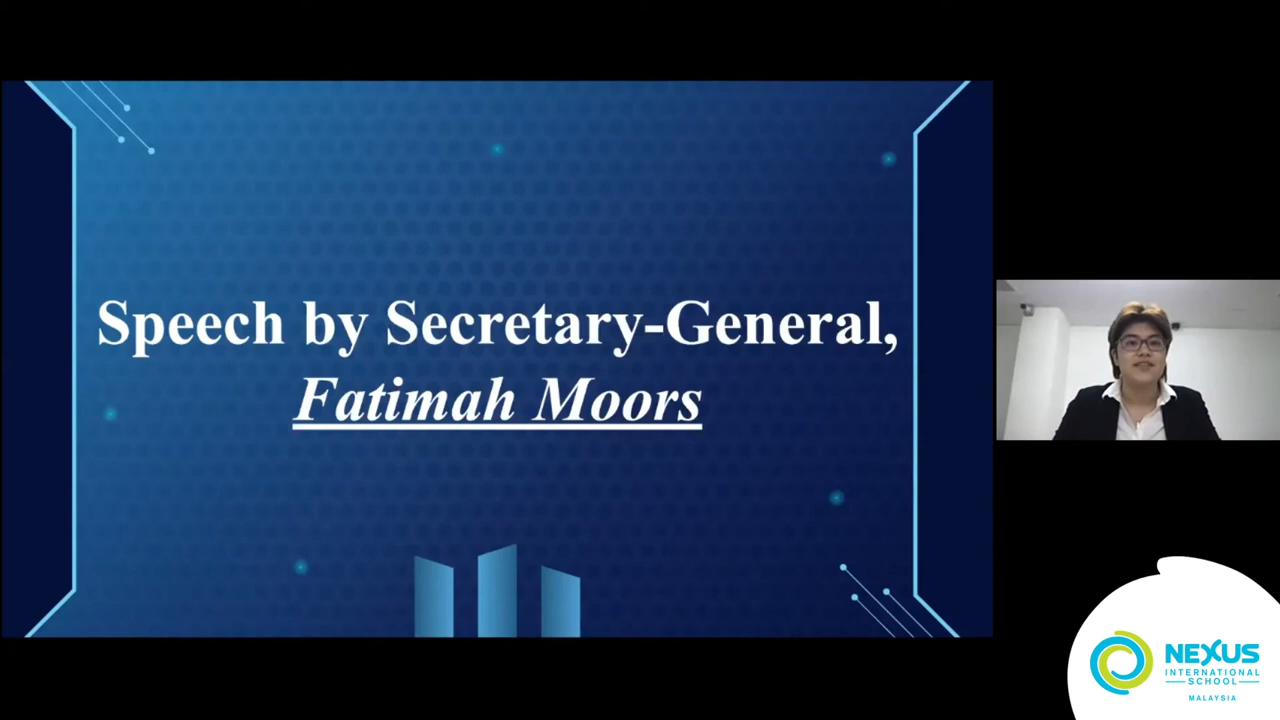 Speech by Secretary-General,
Fatimah Moors
NEXUS
INTERNATIONAL
SCHOOL
MALAYSIA